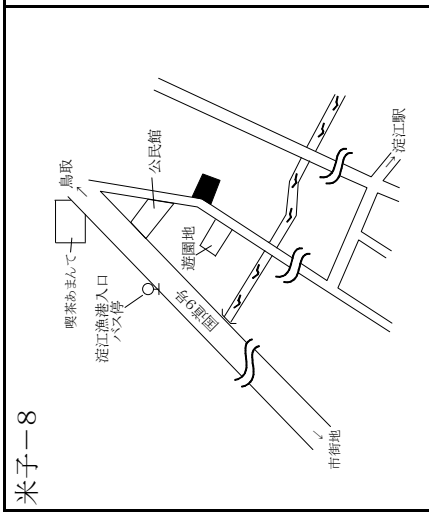 米子－8
鳥取
公民館
喫茶あまんて
遊園地
淀江漁港入口
バス停
国道9号
淀江駅
市街地